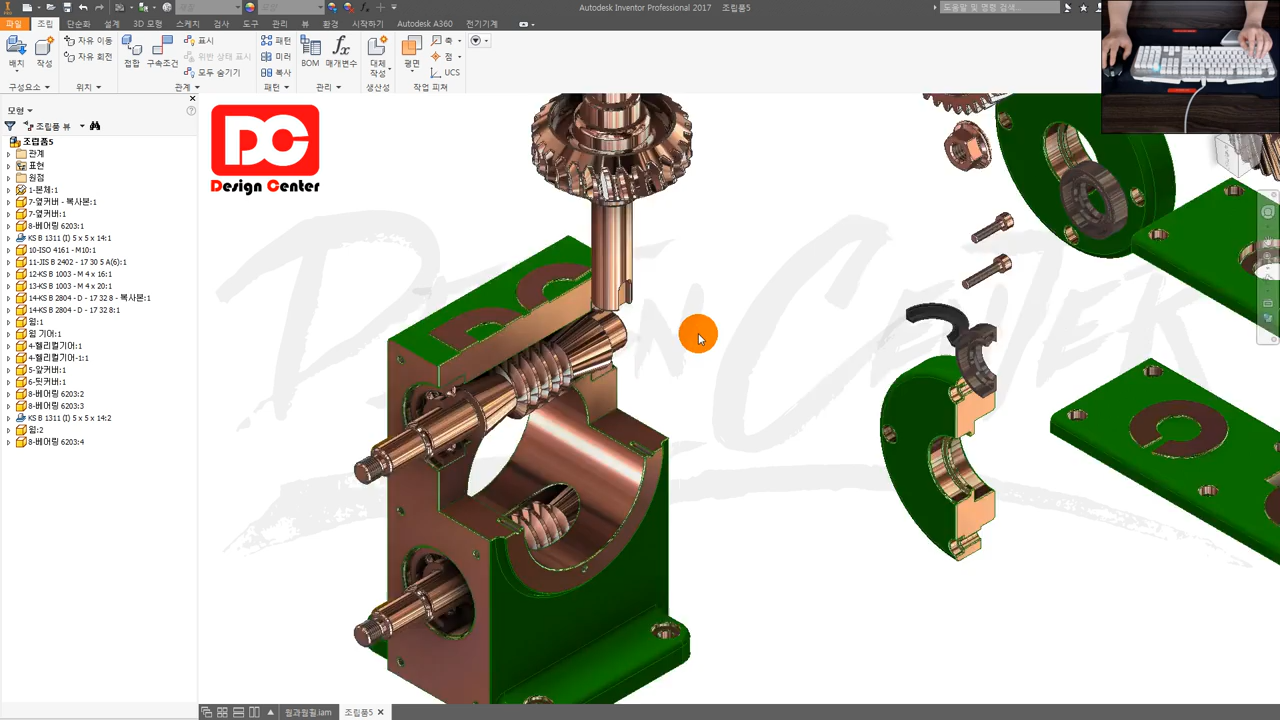 Autodesk Inventor Professional 2017 조립품5
도움말 및 명령 검색...
파일 조립 단순화 설계 3D 모형 스케치 검사 도구 관리 뷰 환경 시작하기 Autodesk A360 전기기계
배치 작성 자유 이동 자유 회전 접합 구속조건 표시 위반 상태 표시 모두 숨기기 패턴 미러 복사 BOM 매개변수 대체 작성 평면 축 점 UCS
구성요소 위치 관계 패턴 관리 생산성 작업 피쳐
모형
조립품 뷰
조립품5
관계
표현
원점
1-본체:1
7-옆커버 - 복사본:1
7-옆커버:1
8-베어링 6203:1
KS B 1311 (I) 5 x 5 x 14:1
10-ISO 4161 - M10:1
11-JIS B 2402 - 17 30 5 A(6):1
12-KS B 1003 - M 4 x 16:1
13-KS B 1003 - M 4 x 20:1
14-KS B 2804 - D - 17 32 8 - 복사본:1
14-KS B 2804 - D - 17 32 8:1
웜:1
웜 기어:1
4-헬리컬기어:1
4-헬리컬기어-1:1
5-앞커버:1
6-뒷커버:1
8-베어링 6203:2
8-베어링 6203:3
KS B 1311 (I) 5 x 5 x 14:2
웜:2
8-베어링 6203:4
DC
Design Center
DESIGN CENTER
웜과웜휠.iam 조립품5